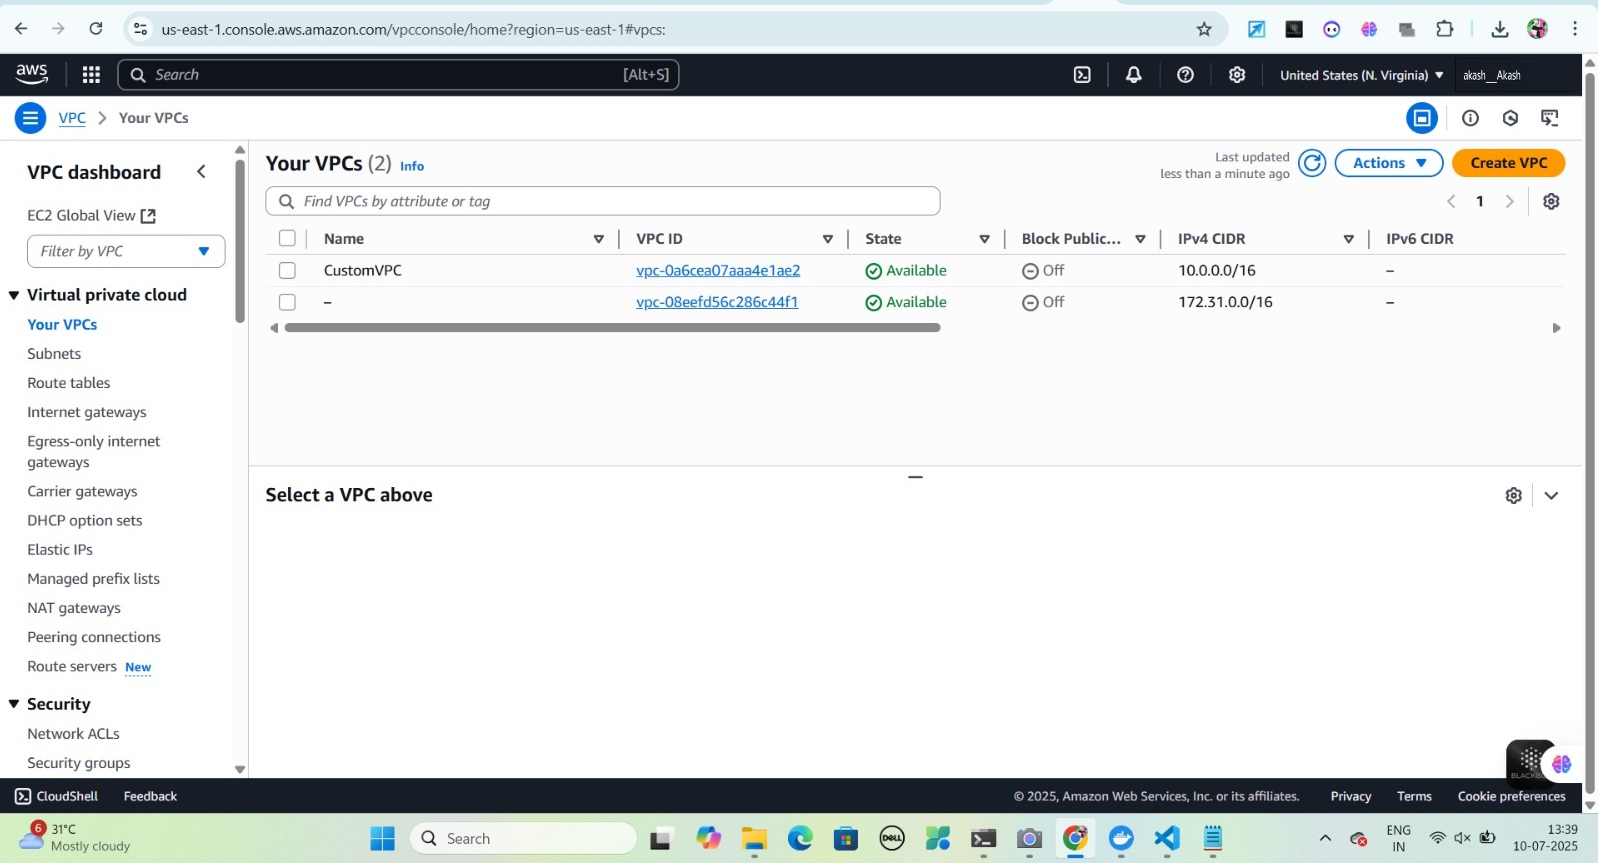 us-east-1.console.aws.amazon.com/vpcconsole/home?region=us-east-1#vpcs:
aws
Search
[Alt+S]
United States (N. Virginia)
akash__Akash
VPC
Your VPCs
VPC dashboard
EC2 Global View
Filter by VPC
Virtual private cloud
Your VPCs
Subnets
Route tables
Internet gateways
Egress-only internet
gateways
Carrier gateways
DHCP option sets
Elastic IPs
Managed prefix lists
NAT gateways
Peering connections
Route servers New
Security
Network ACLs
Security groups
Your VPCs (2) Info
Last updated
less than a minute ago
Actions
Create VPC
Find VPCs by attribute or tag
1
Name VPC ID State Block Public... IPv4 CIDR IPv6 CIDR
CustomVPC vpc-0a6cea07aaa4e1ae2 Available Off 10.0.0.0/16 –
– vpc-08eefd56c286c44f1 Available Off 172.31.0.0/16 –
Select a VPC above
CloudShell Feedback © 2025, Amazon Web Services, Inc. or its affiliates. Privacy Terms Cookie preferences
6
31°C
Mostly cloudy
Search
DELL
ENG
IN
13:39
10-07-2025